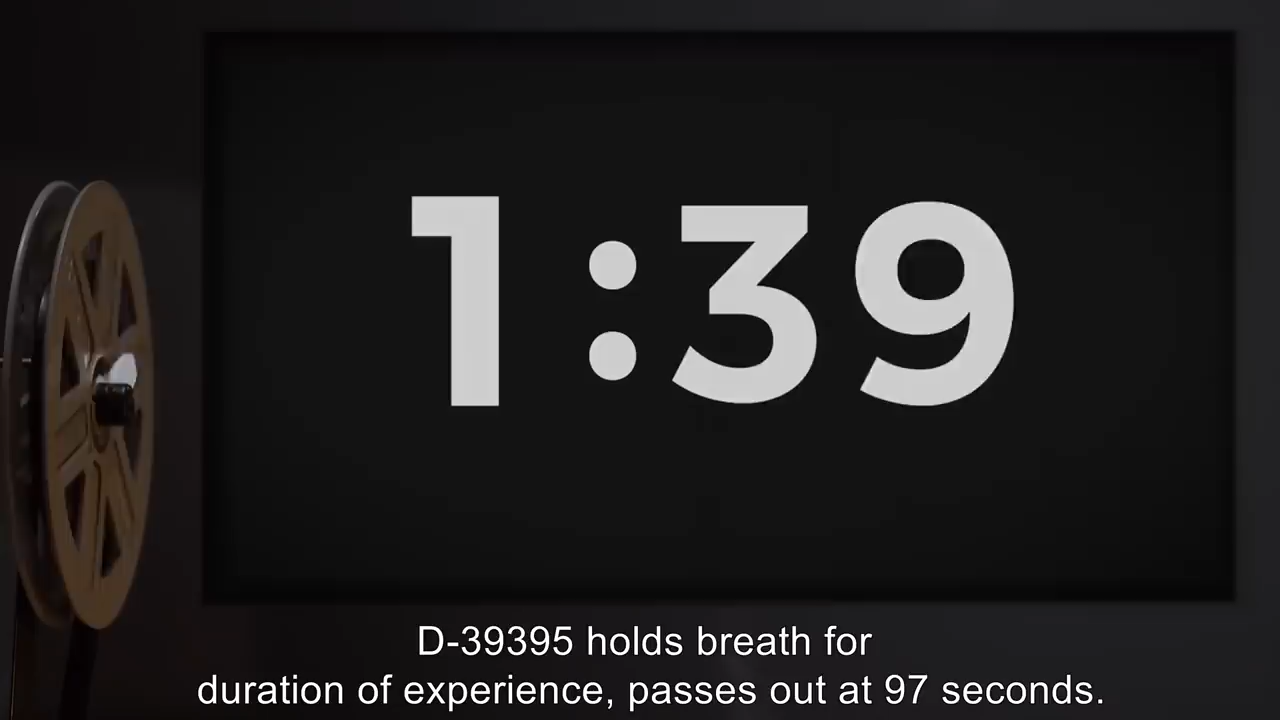 1:39
D-39395 holds breath for
duration of experience, passes out at 97 seconds.